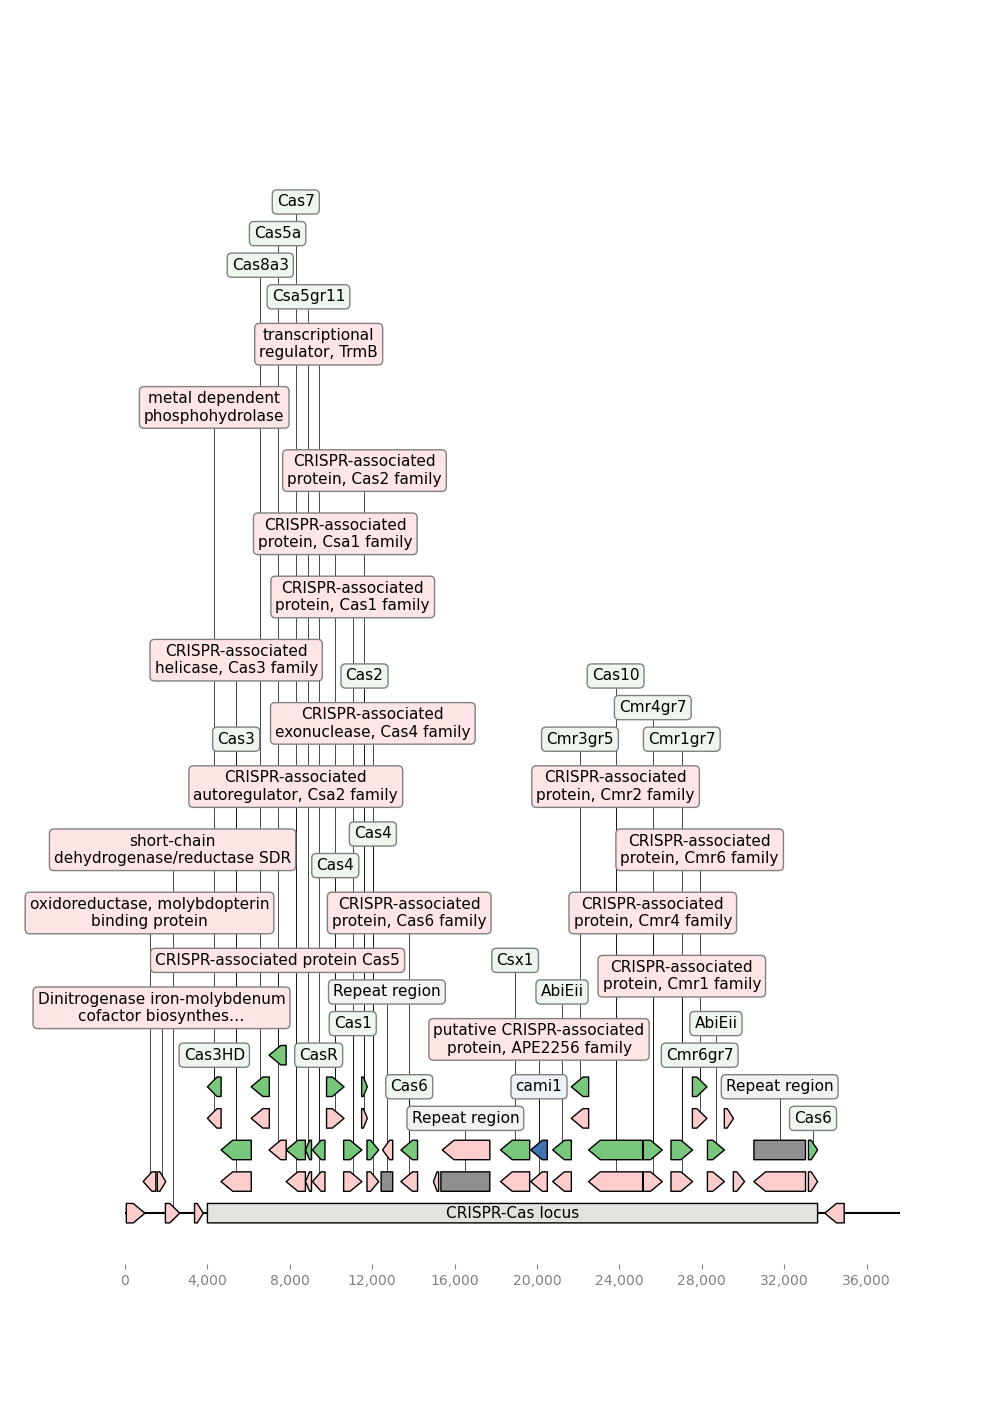 Cas7
Cas5a
Cas8a3
Csa5gr11
transcriptional
regulator, TrmB
metal dependent
phosphohydrolase
CRISPR-associated
protein, Cas2 family
CRISPR-associated
protein, Csa1 family
CRISPR-associated
protein, Cas1 family
CRISPR-associated
helicase, Cas3 family
Cas2
Cas10
Cmr4gr7
CRISPR-associated
exonuclease, Cas4 family
Cas3
Cmr3gr5
Cmr1gr7
CRISPR-associated
autoregulator, Csa2 family
CRISPR-associated
protein, Cmr2 family
Cas4
short-chain
dehydrogenase/reductase SDR
CRISPR-associated
protein, Cmr6 family
Cas4
oxidoreductase, molybdopterin
binding protein
CRISPR-associated
protein, Cas6 family
CRISPR-associated
protein, Cmr4 family
CRISPR-associated protein Cas5
Csx1
CRISPR-associated
protein, Cmr1 family
Repeat region
AbiEii
Dinitrogenase iron-molybdenum
cofactor biosynthes...
Cas1
AbiEii
putative CRISPR-associated
protein, APE2256 family
Cas3HD
CasR
Cmr6gr7
Cas6
cami1
Repeat region
Repeat region
Cas6
CRISPR-Cas locus
0 4,000 8,000 12,000 16,000 20,000 24,000 28,000 32,000 36,000